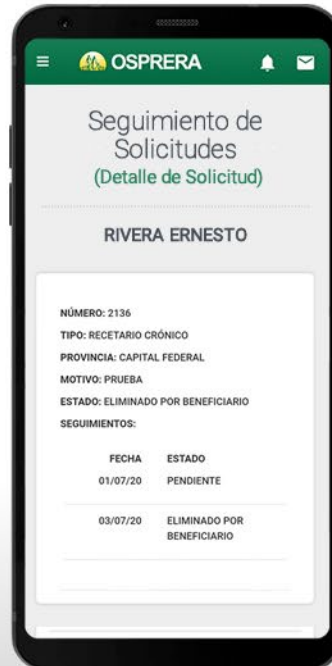 OSPRERA
Seguimiento de
Solicitudes
(Detalle de Solicitud)
RIVERA ERNESTO
NÚMERO: 2136
TIPO: RECETARIO CRÓNICO
PROVINCIA: CAPITAL FEDERAL
MOTIVO: PRUEBA
ESTADO: ELIMINADO POR BENEFICIARIO
SEGUIMIENTOS:
FECHA ESTADO
01/07/20 PENDIENTE
03/07/20 ELIMINADO POR
BENEFICIARIO